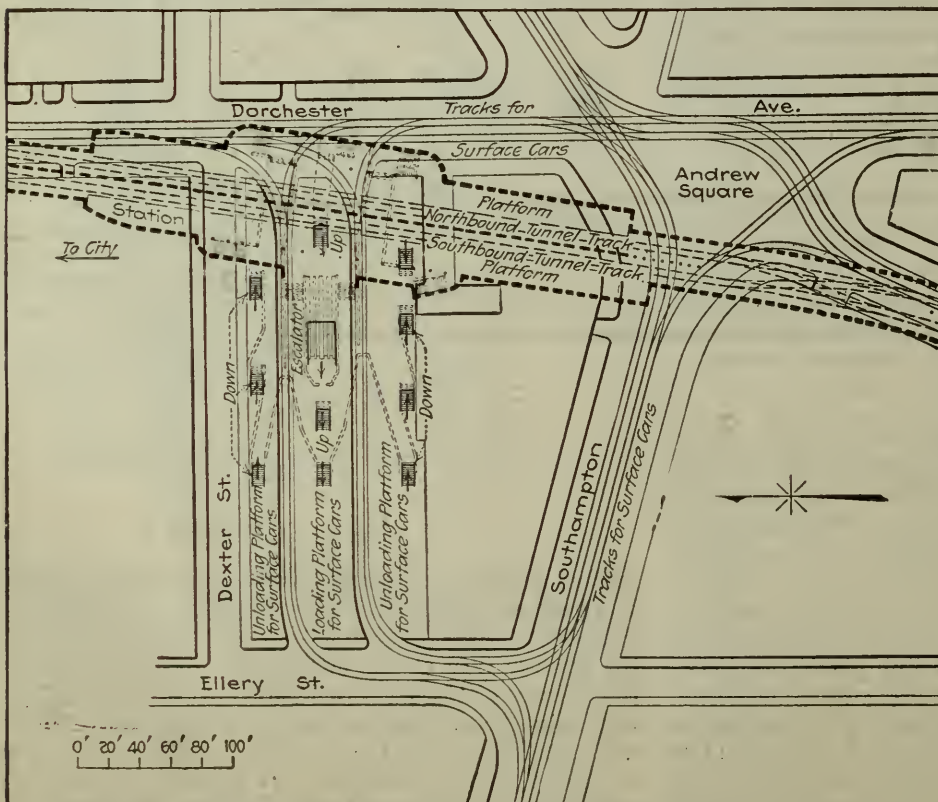 Dorchester
Tracks for
Ave.
Surface Cars
Andrew
Square
Platform
Northbound=Tunnel=Track
Southbound=Tunnel=Track
Platform
Station
To City
Up
Escalator
Down
Down
Up
Dexter St.
Unloading Platform
for Surface Cars
Loading Platform
for Surface Cars
Unloading Platform
for Surface Cars
Southampton
Tracks for Surface Cars
Ellery St.
0' 20' 40' 60' 80' 100'